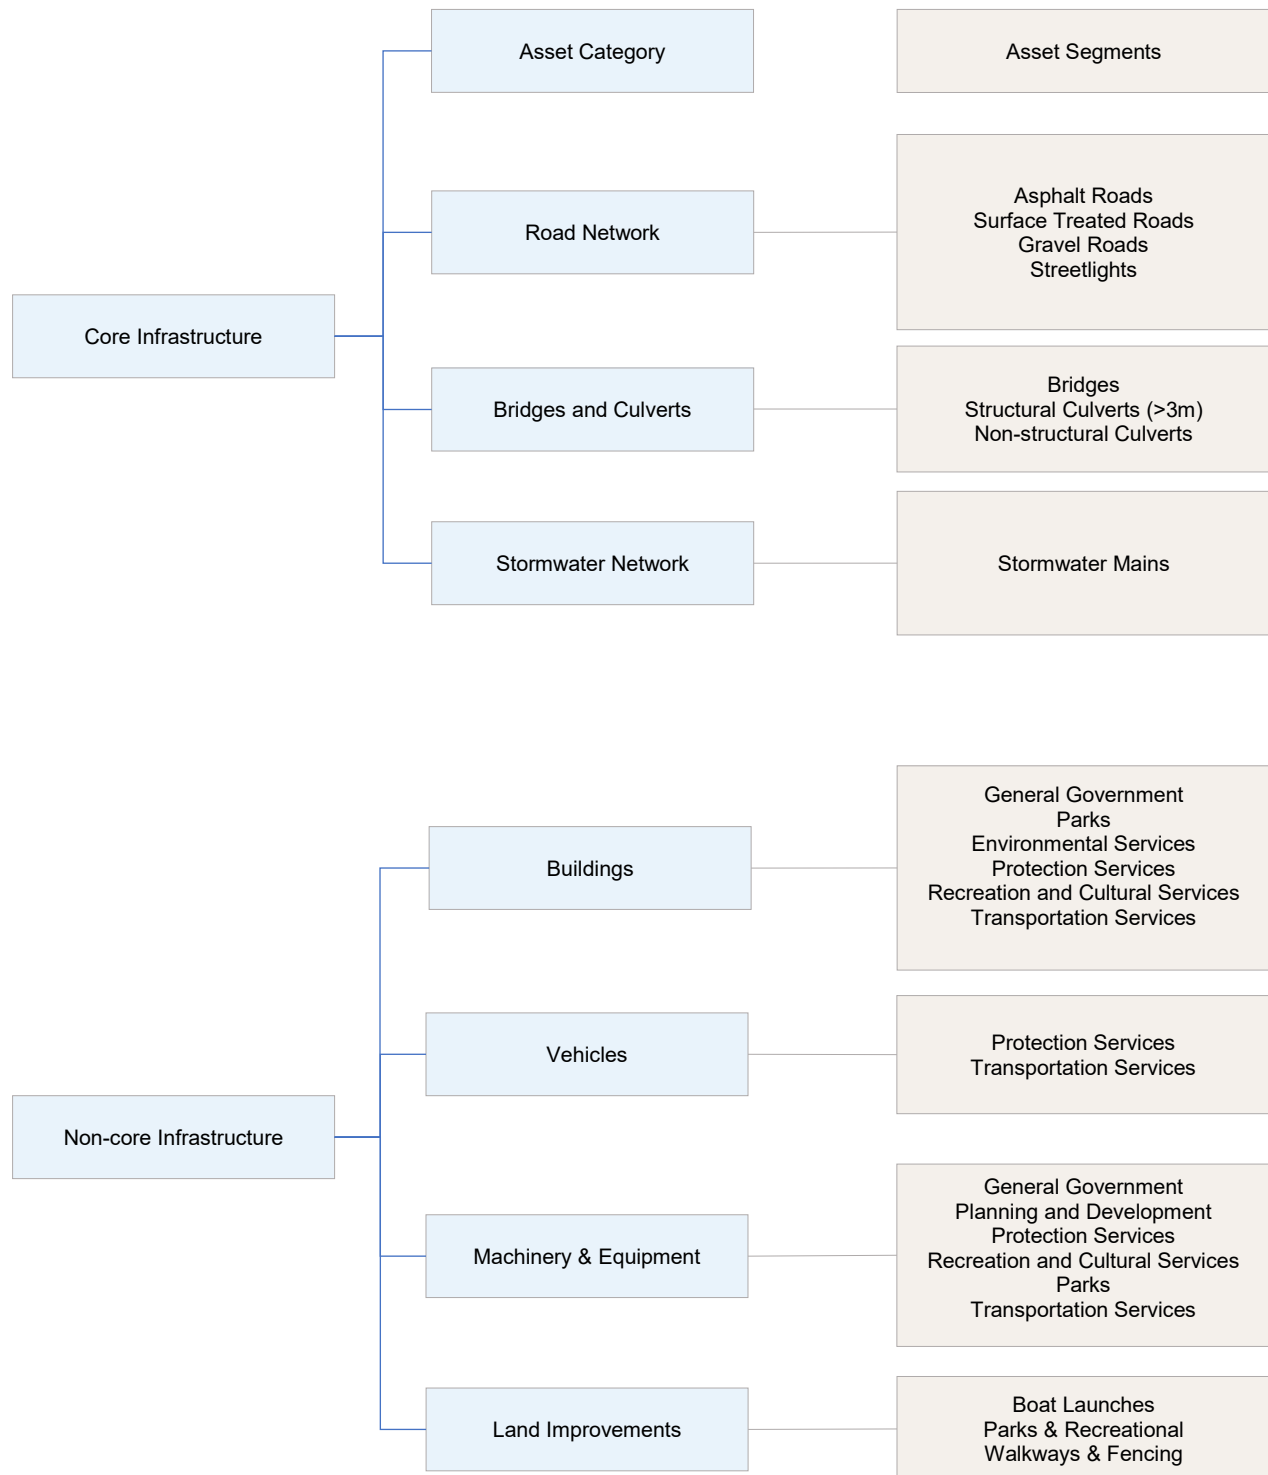 Asset Category
Asset Segments
Core Infrastructure
Road Network
Asphalt Roads
Surface Treated Roads
Gravel Roads
Streetlights
Bridges and Culverts
Bridges
Structural Culverts (>3m)
Non-structural Culverts
Stormwater Network
Stormwater Mains
Non-core Infrastructure
Buildings
General Government
Parks
Environmental Services
Protection Services
Recreation and Cultural Services
Transportation Services
Vehicles
Protection Services
Transportation Services
Machinery & Equipment
General Government
Planning and Development
Protection Services
Recreation and Cultural Services
Parks
Transportation Services
Land Improvements
Boat Launches
Parks & Recreational
Walkways & Fencing